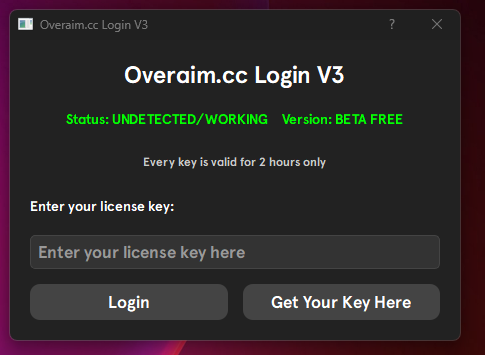 Overaim.cc Login V3
Overaim.cc Login V3
Status: UNDETECTED/WORKING Version: BETA FREE
Every key is valid for 2 hours only
Enter your license key:
Enter your license key here
Login Get Your Key Here